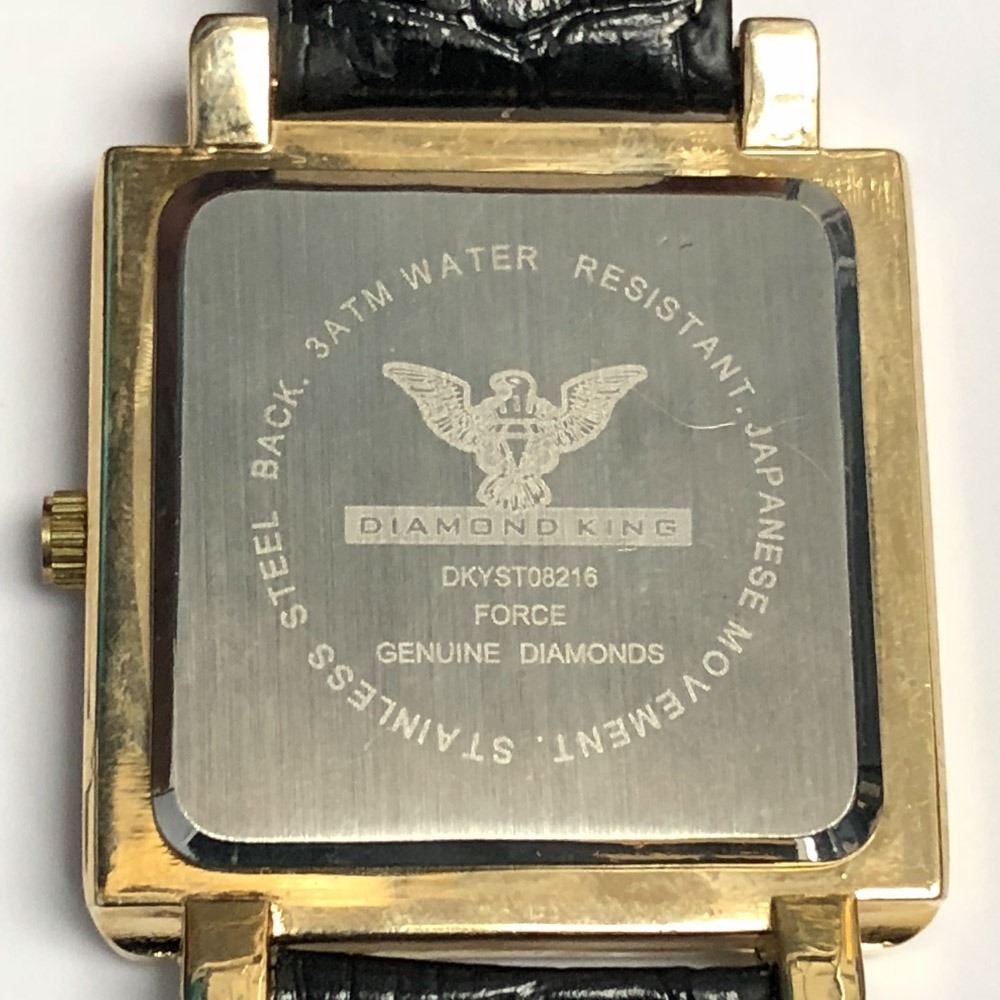 3ATM WATER RESISTANT. JAPANESE MOVEMENT. STAINLESS STEEL BACK.
DIAMOND KING
DKYST08216
FORCE
GENUINE DIAMONDS